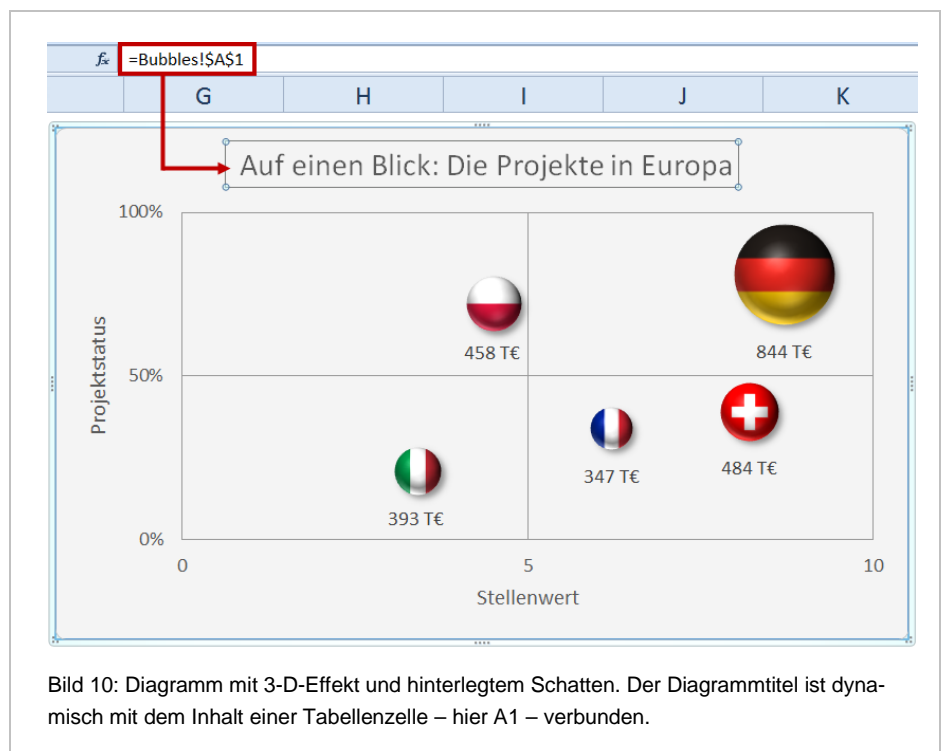 fx =Bubbles!$A$1
G H I J K
Auf einen Blick: Die Projekte in Europa
100%
458 T€ 844 T€
Projektstatus
50%
347 T€ 484 T€
393 T€
0%
0 5 10
Stellenwert
Bild 10: Diagramm mit 3-D-Effekt und hinterlegtem Schatten. Der Diagrammtitel ist dyna-
misch mit dem Inhalt einer Tabellenzelle – hier A1 – verbunden.